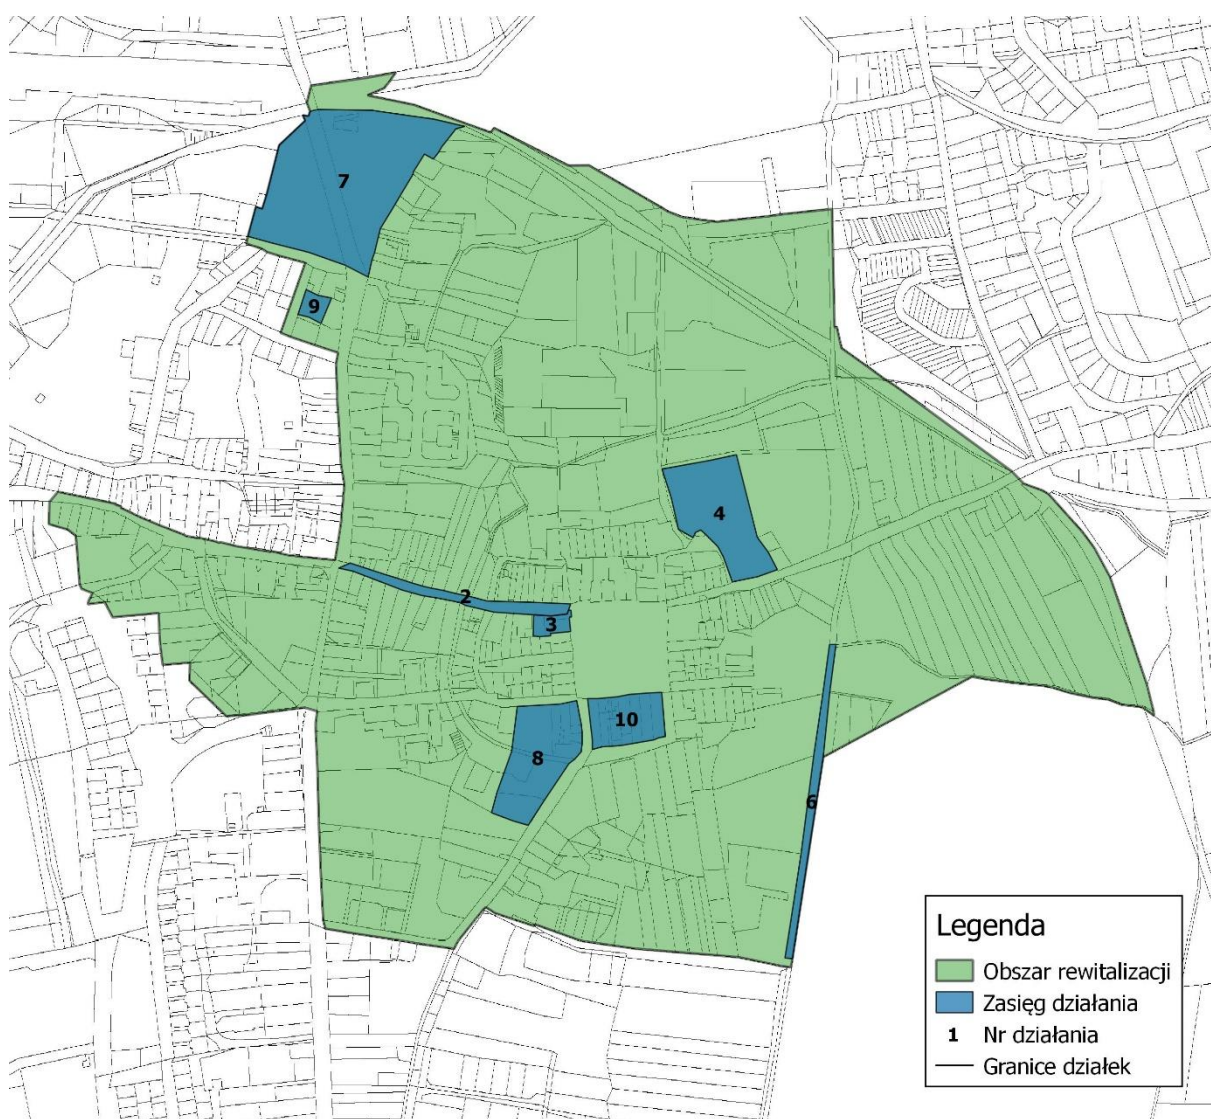 7
9
4
2
3
10
8
6
Legenda
Obszar rewitalizacji
Zasięg działania
1 Nr działania
Granice działek